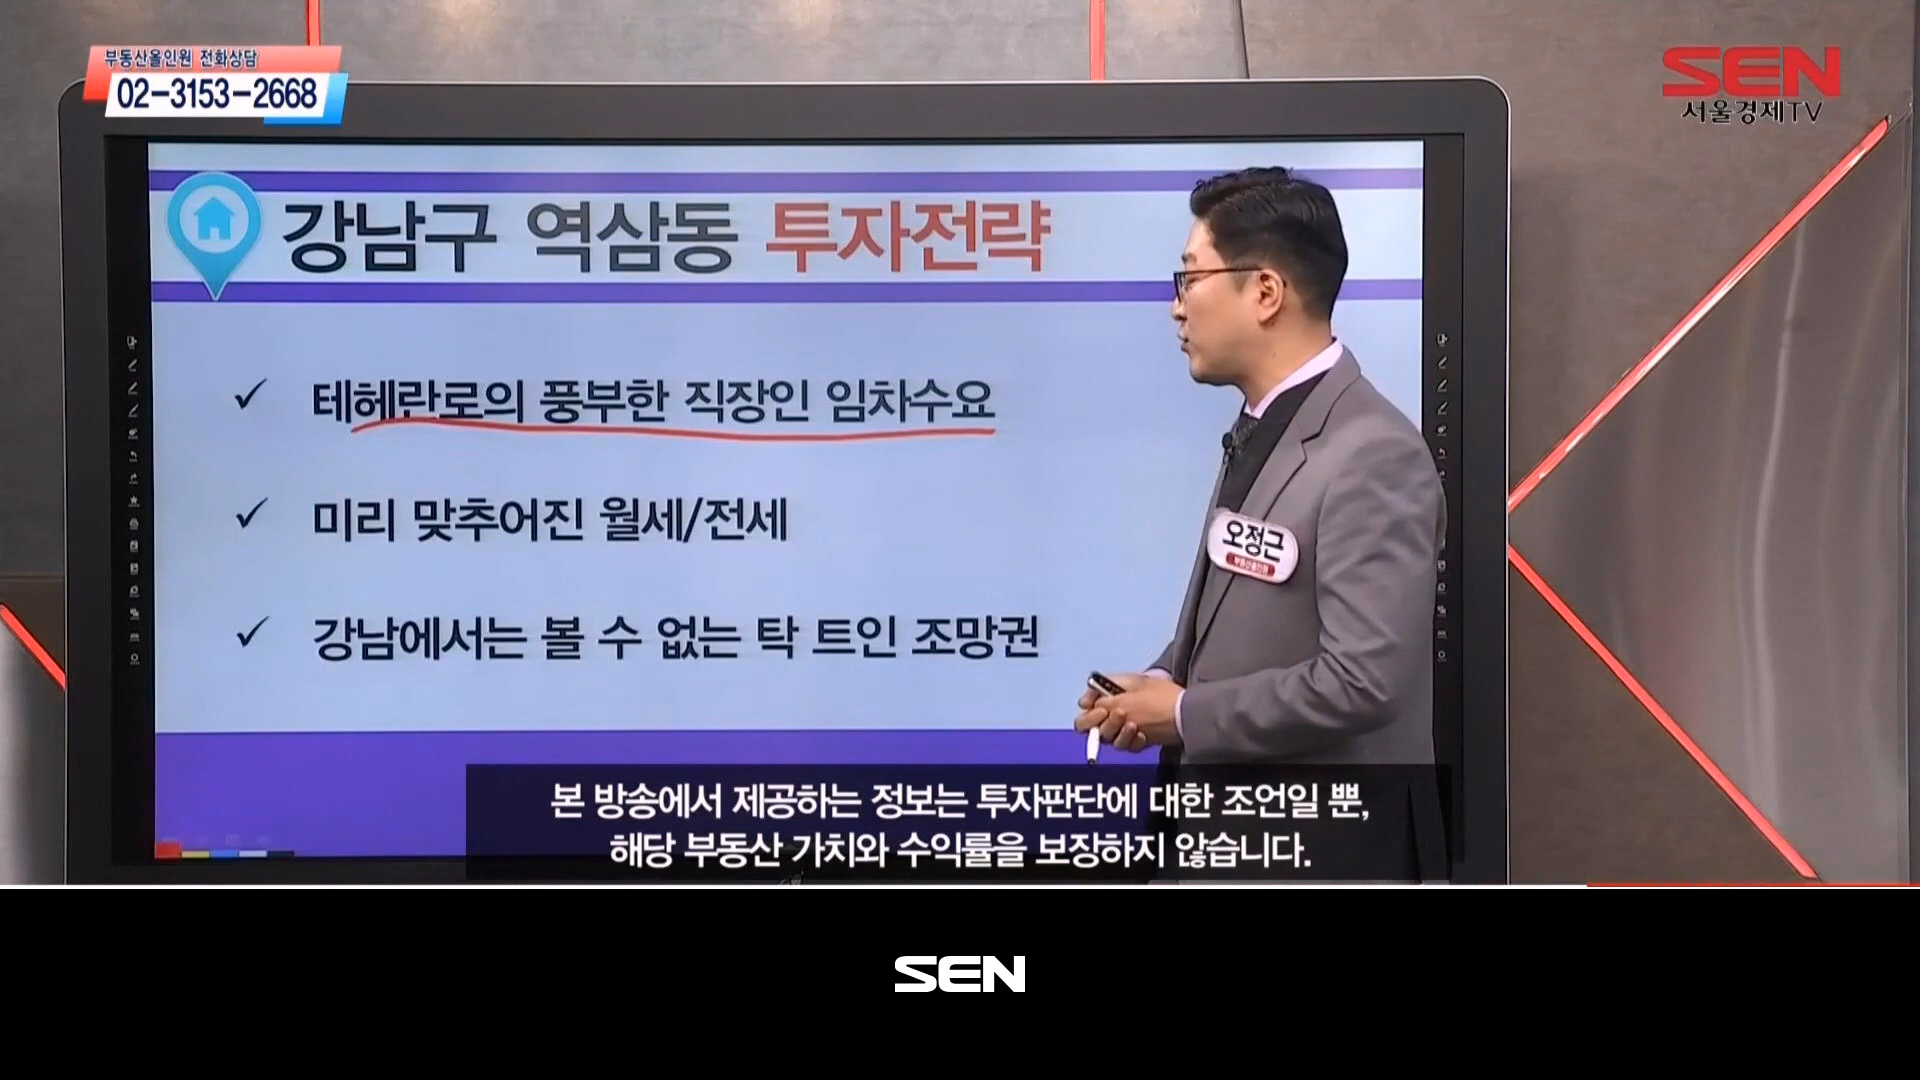 부동산올인원 전화상담
02-3153-2668
SEN
서울경제TV
강남구 역삼동 투자전략
✓ 테헤란로의 풍부한 직장인 임차수요
✓ 미리 맞추어진 월세/전세
✓ 강남에서는 볼 수 없는 탁 트인 조망권
오정근
부동산올인원
본 방송에서 제공하는 정보는 투자판단에 대한 조언일 뿐,
해당 부동산 가치와 수익률을 보장하지 않습니다.
SEN